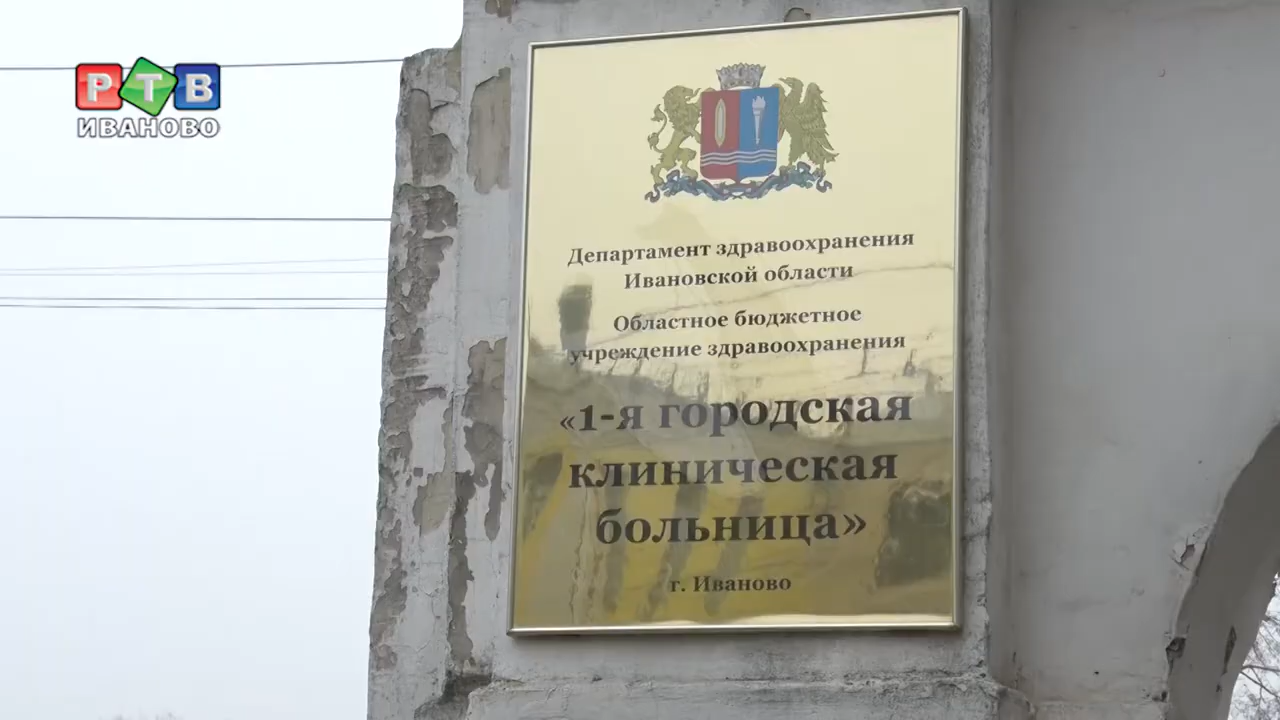 РТВ
ИВАНОВО
Департамент здравоохранения
Ивановской области
Областное бюджетное
учреждение здравоохранения
«1-я городская
клиническая
больница»
г. Иваново